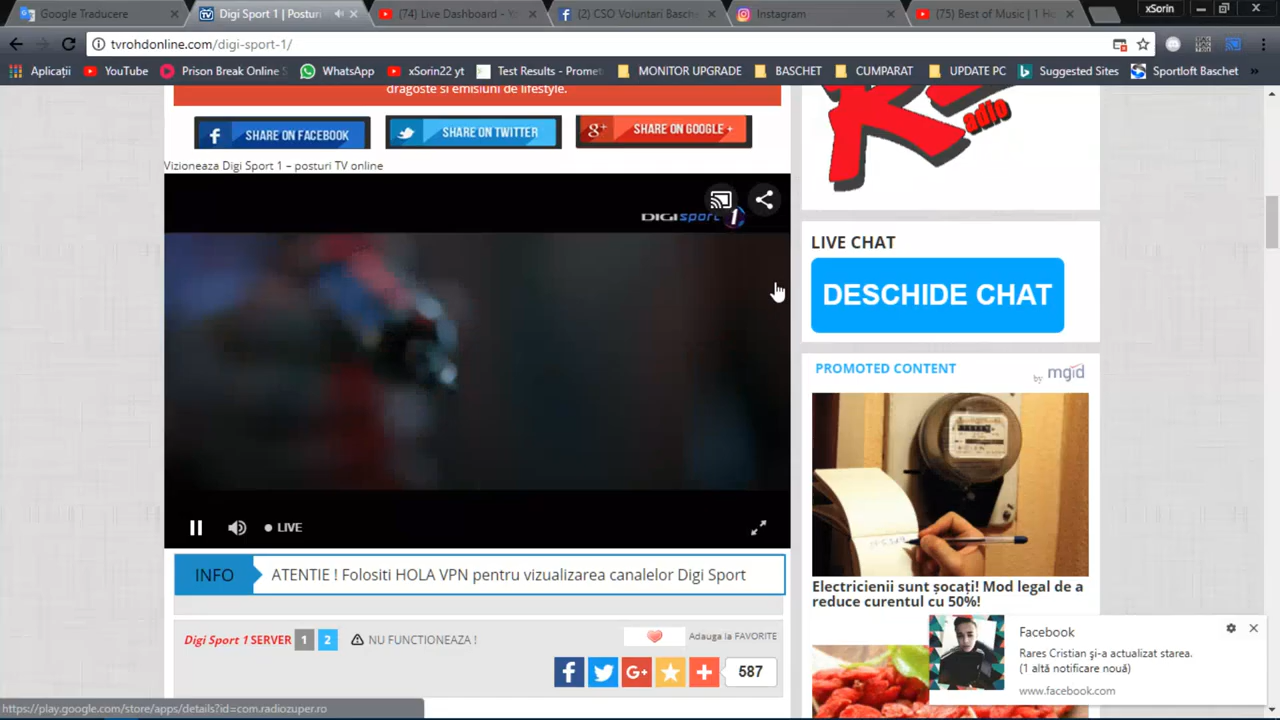 Google Traducere
Digi Sport 1 | Posturi
(74) Live Dashboard - Y
(2) CSO Voluntari Basch
Instagram
(75) Best of Music | 1 H
xSorin
tvrohdonline.com/digi-sport-1/
Aplicații
YouTube
Prison Break Online S
WhatsApp
xSorin22 yt
Test Results - Promet
MONITOR UPGRADE
BASCHET
CUMPARAT
UPDATE PC
Suggested Sites
Sportloft Baschet
»
dragoste si emisiuni de lifestyle.
SHARE ON FACEBOOK
SHARE ON TWITTER
SHARE ON GOOGLE +
Vizioneaza Digi Sport 1 – posturi TV online
DIGI sport 1
LIVE
INFO
ATENTIE ! Folositi HOLA VPN pentru vizualizarea canalelor Digi Sport
Digi Sport 1 SERVER 1 2 NU FUNCTIONEAZA !
Adauga la FAVORITE
587
adio
LIVE CHAT
DESCHIDE CHAT
PROMOTED CONTENT
by mgid
Electricienii sunt șocați! Mod legal de a
reduce curentul cu 50%!
Facebook
Rares Cristian şi-a actualizat starea.
(1 altă notificare nouă)
www.facebook.com
https://play.google.com/store/apps/details?id=com.radiozuper.ro